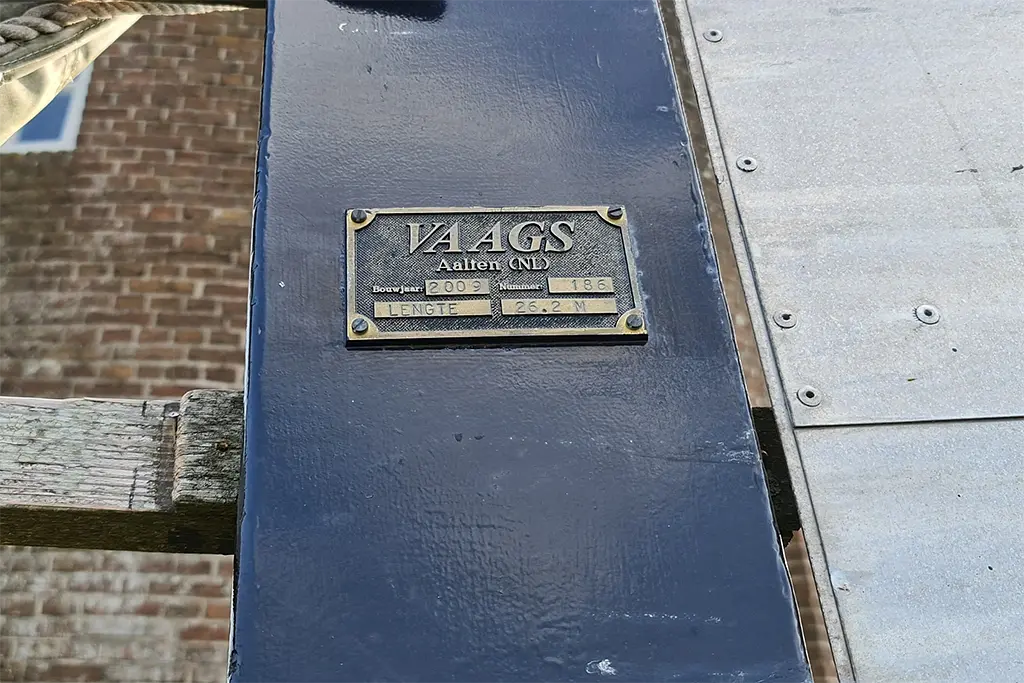 VAAGS
Aalten (NL)
Bouwjaar: 2009 Nummer: 186
LENGTE 26.2 M